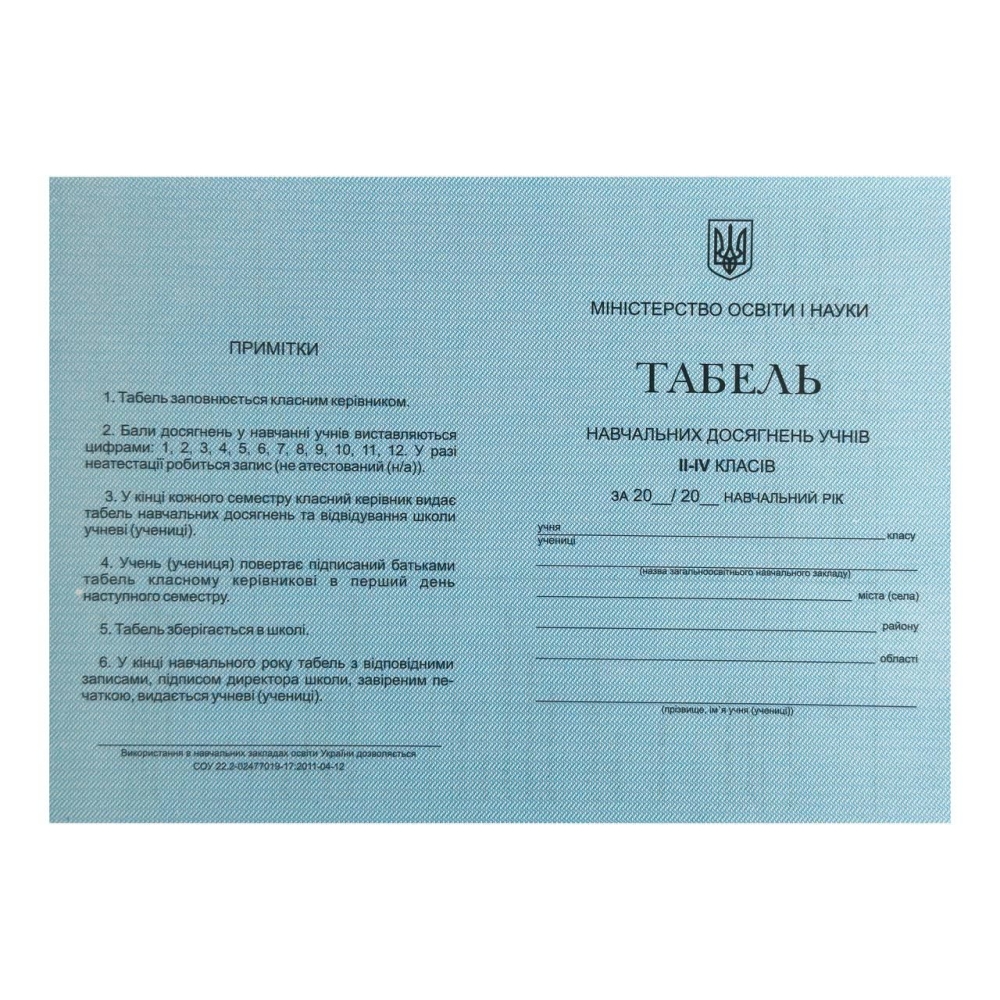 ПРИМІТКИ
1. Табель заповнюється класним керівником.
2. Бали досягнень у навчанні учнів виставляються
цифрами: 1, 2, 3, 4, 5, 6, 7, 8, 9, 10, 11, 12. У разі
неатестації робиться запис (не атестований (н/а)).
3. У кінці кожного семестру класний керівник видає
табель навчальних досягнень та відвідування школи
учневі (учениці).
4. Учень (учениця) повертає підписаний батьками
табель класному керівникові в перший день
наступного семестру.
5. Табель зберігається в школі.
6. У кінці навчального року табель з відповідними
записами, підписом директора школи, завіреним пе-
чаткою, видається учневі (учениці).
Використання в навчальних закладах освіти України дозволяється
СОУ 22.2-02477019-17:2011-04-12
МІНІСТЕРСТВО ОСВІТИ І НАУКИ
ТАБЕЛЬ
НАВЧАЛЬНИХ ДОСЯГНЕНЬ УЧНІВ
II-IV КЛАСІВ
ЗА 20__/ 20__ НАВЧАЛЬНИЙ РІК
учня
учениці класу
(назва загальноосвітнього навчального закладу)
міста (села)
району
області
(прізвище, ім'я учня (учениці))